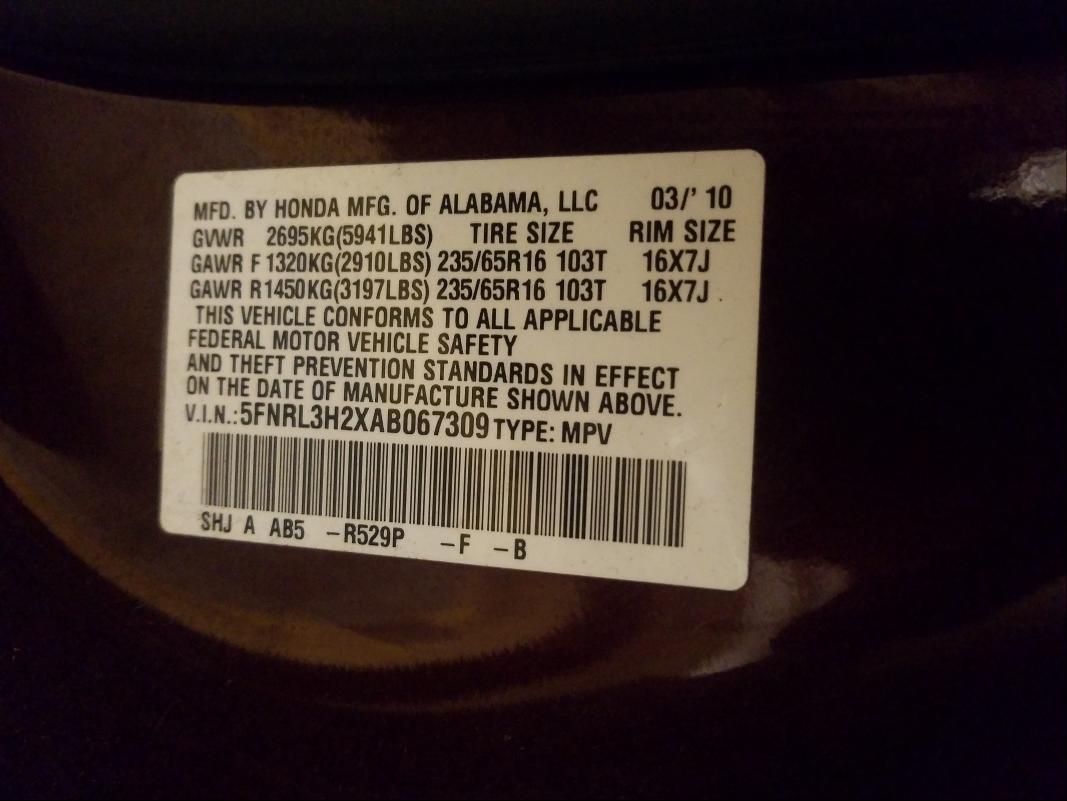 MFD. BY HONDA MFG. OF ALABAMA, LLC 03/' 10
GVWR 2695KG(5941LBS) TIRE SIZE RIM SIZE
GAWR F 1320KG(2910LBS) 235/65R16 103T 16X7J
GAWR R1450KG(3197LBS) 235/65R16 103T 16X7J
THIS VEHICLE CONFORMS TO ALL APPLICABLE
FEDERAL MOTOR VEHICLE SAFETY
AND THEFT PREVENTION STANDARDS IN EFFECT
ON THE DATE OF MANUFACTURE SHOWN ABOVE.
V.I.N.:5FNRL3H2XAB067309 TYPE: MPV
SHJ A AB5 -R529P -F -B